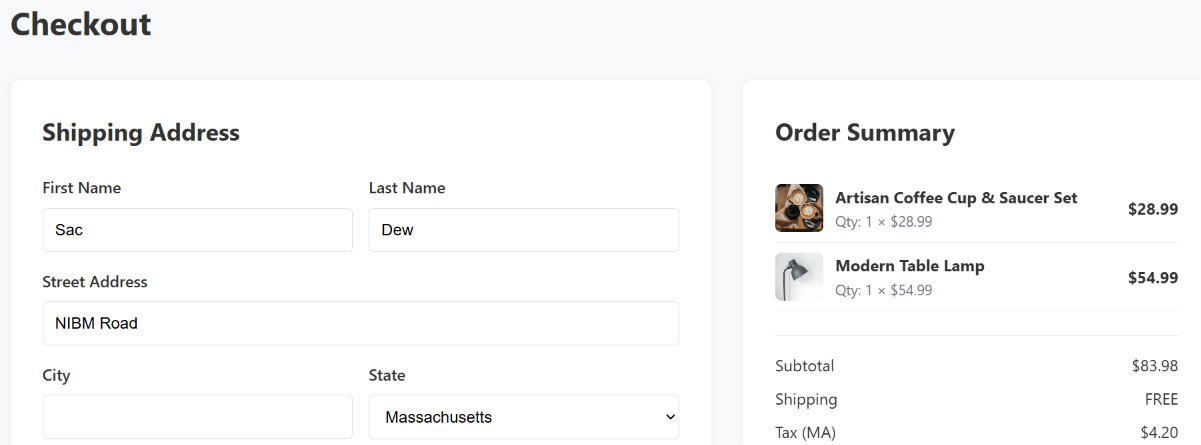 Checkout
Shipping Address
First Name
Last Name
Sac
Dew
Street Address
NIBM Road
City
State
Massachusetts
Order Summary
Artisan Coffee Cup & Saucer Set
Qty: 1 × $28.99
$28.99
Modern Table Lamp
Qty: 1 × $54.99
$54.99
Subtotal
$83.98
Shipping
FREE
Tax (MA)
$4.20